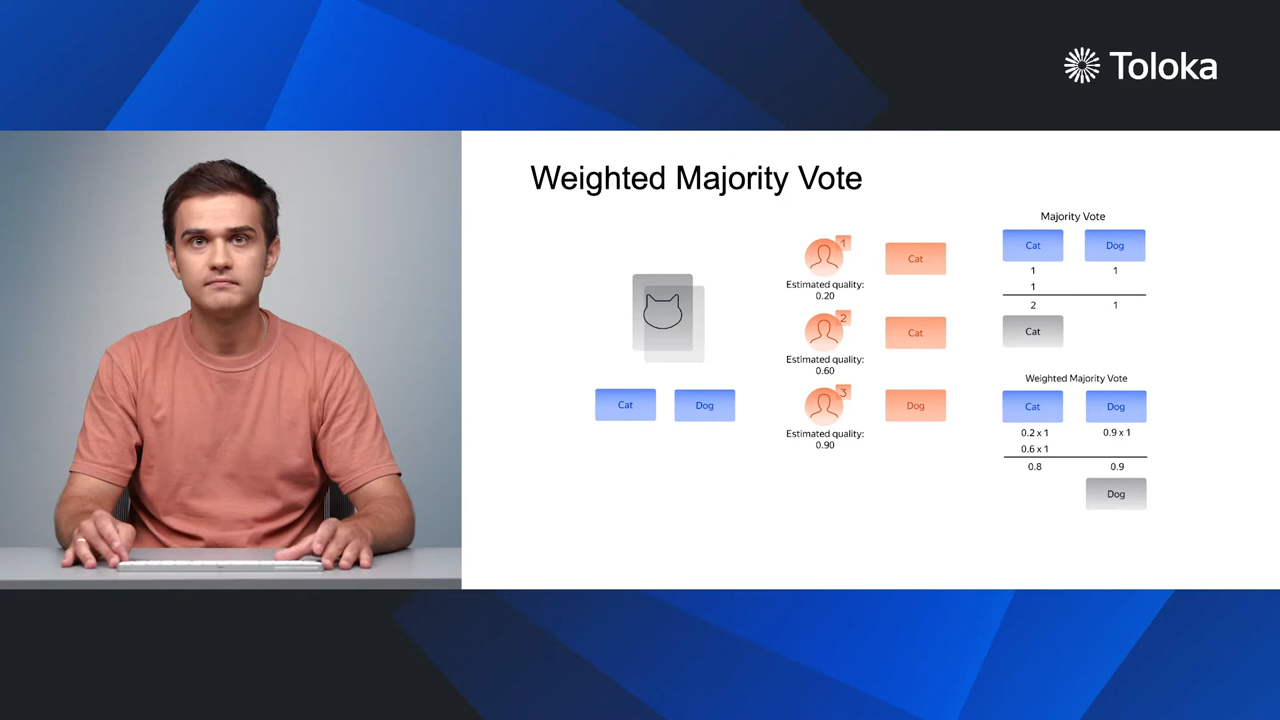 Toloka
Weighted Majority Vote
Cat
Dog
1
Cat
Estimated quality:
0.20
2
Cat
Estimated quality:
0.60
3
Dog
Estimated quality:
0.90
Majority Vote
Cat Dog
1 1
1
2 1
Cat
Weighted Majority Vote
Cat Dog
0.2 x 1 0.9 x 1
0.6 x 1
0.8 0.9
Dog